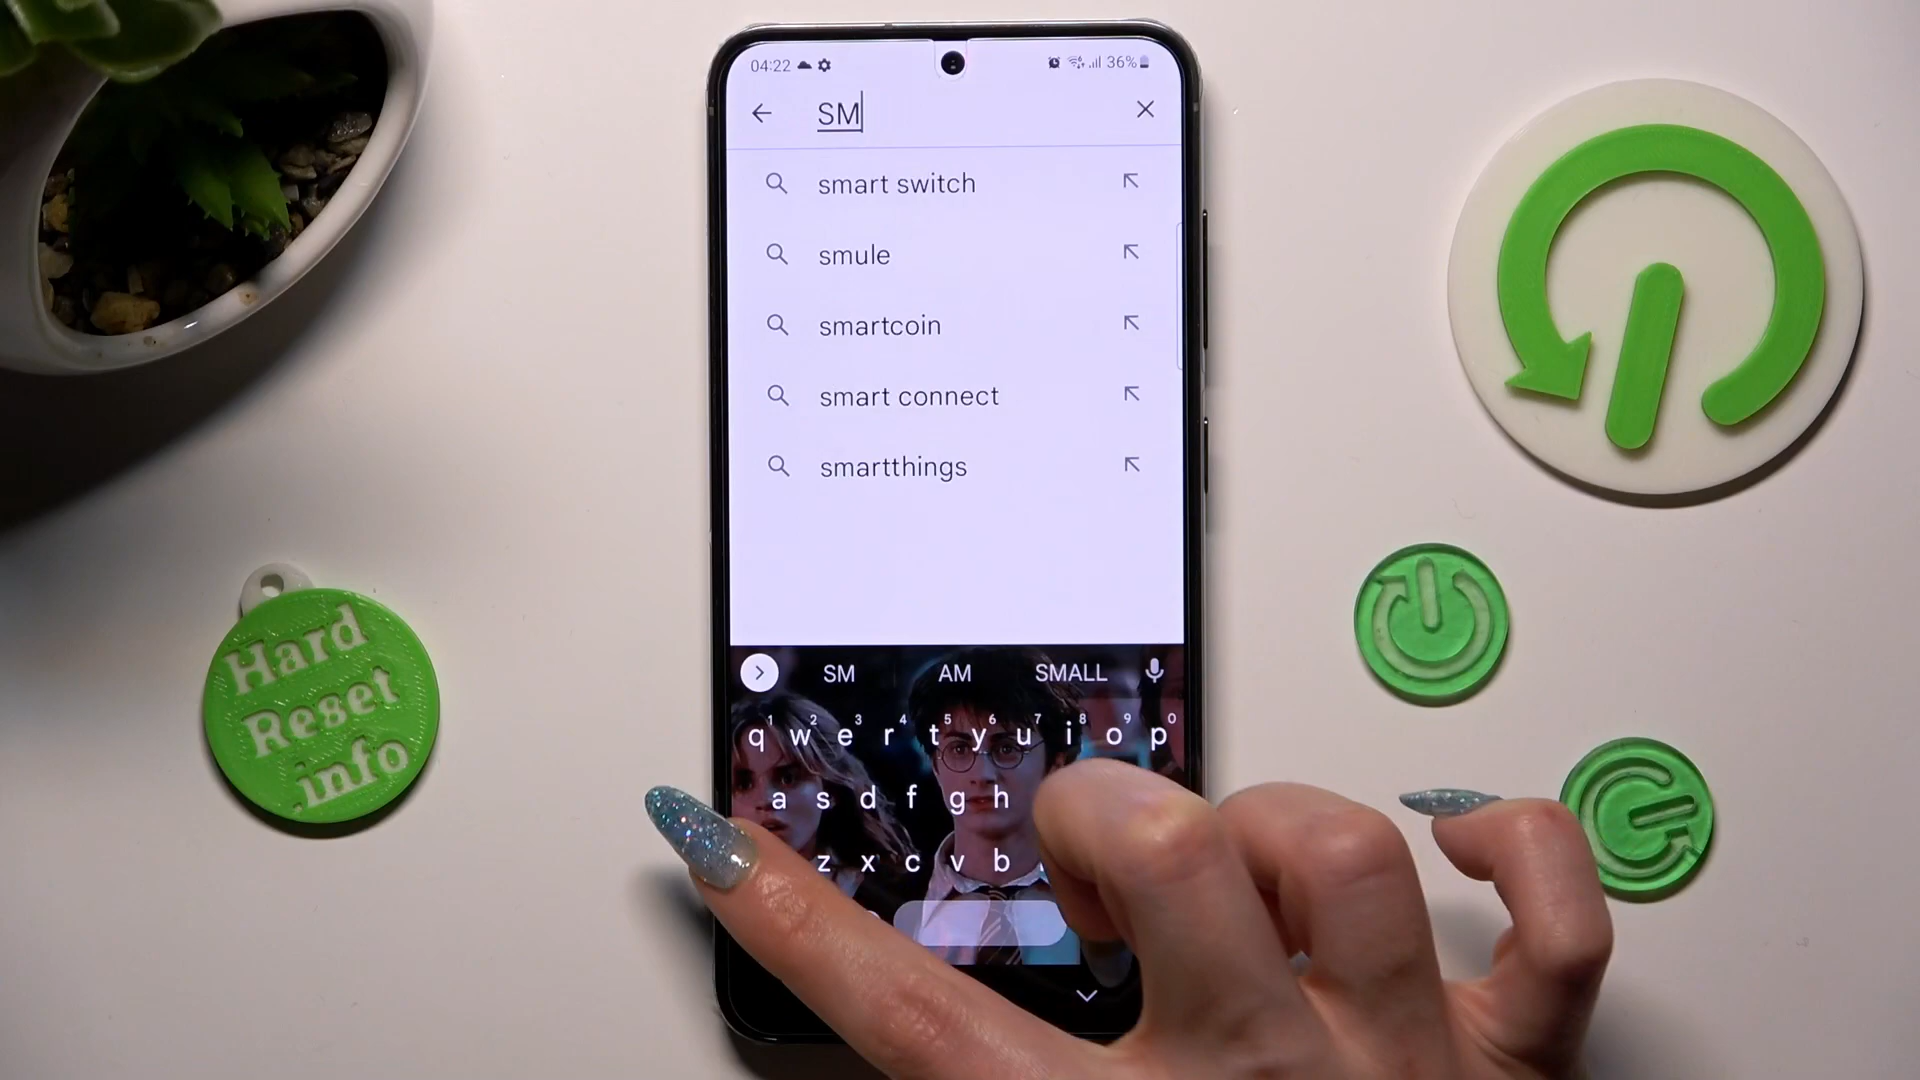 04:22
36%
SM
smart switch
smule
smartcoin
smart connect
smartthings
SM AM SMALL
1 2 3 4 5 6 7 8 9 0
q w e r t y u i o p
a s d f g h
z x c v b
Hard
Reset
.info